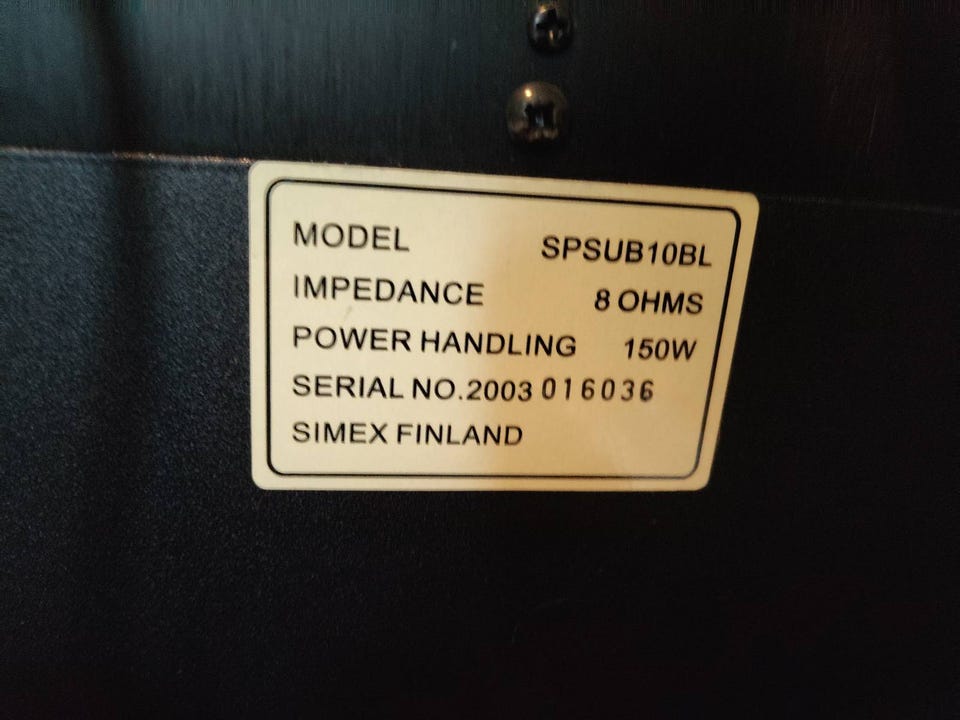 MODEL SPSUB10BL
IMPEDANCE 8 OHMS
POWER HANDLING 150W
SERIAL NO.2003 016036
SIMEX FINLAND